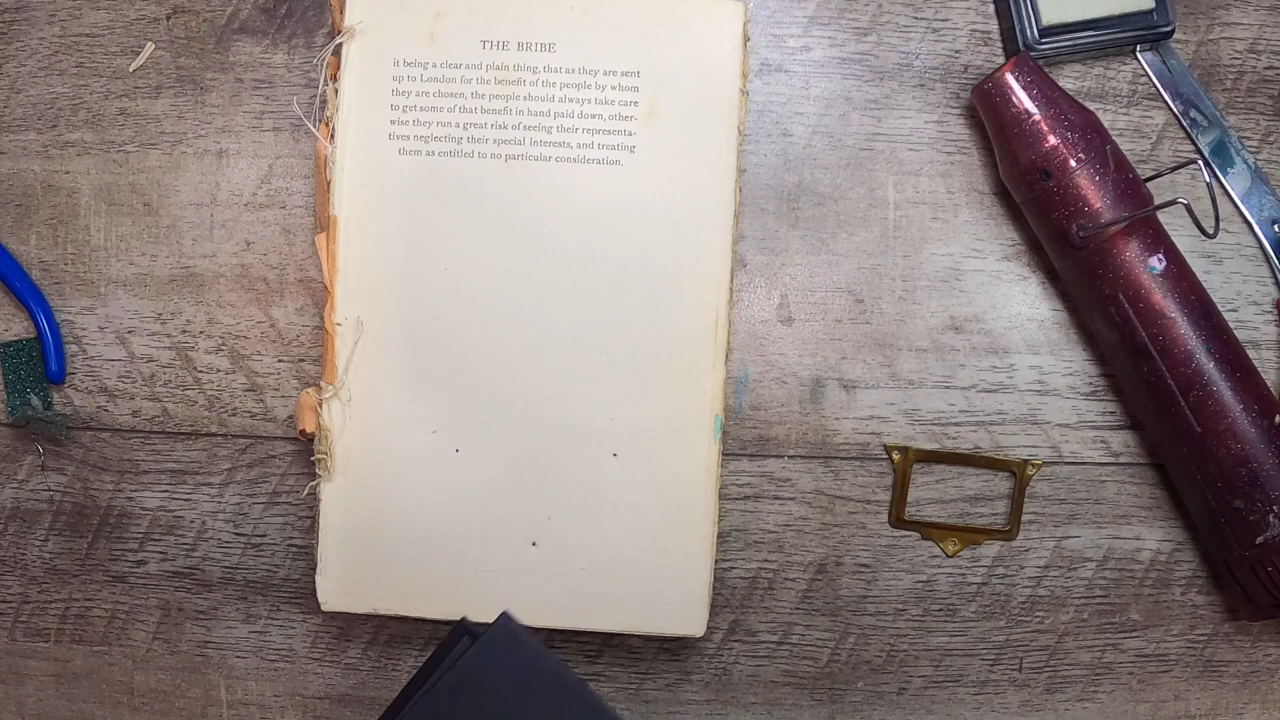 THE BRIBE
it being a clear and plain thing, that as they are sent
up to London for the benefit of the people by whom
they are chosen, the people should always take care
to get some of that benefit in hand paid down, other-
wise they run a great risk of seeing their representa-
tives neglecting their special interests, and treating
them as entitled to no particular consideration.